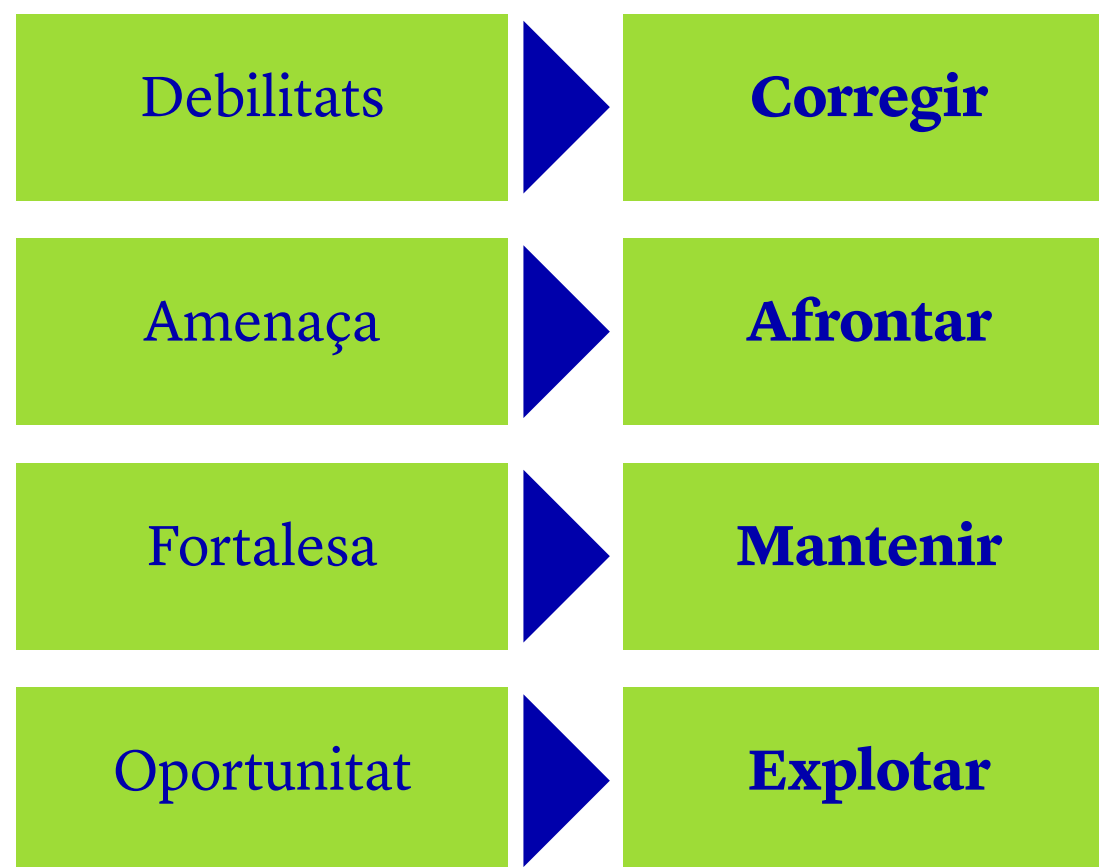 Debilitats
Corregir
Amenaça
Afrontar
Fortalesa
Mantenir
Oportunitat
Explotar